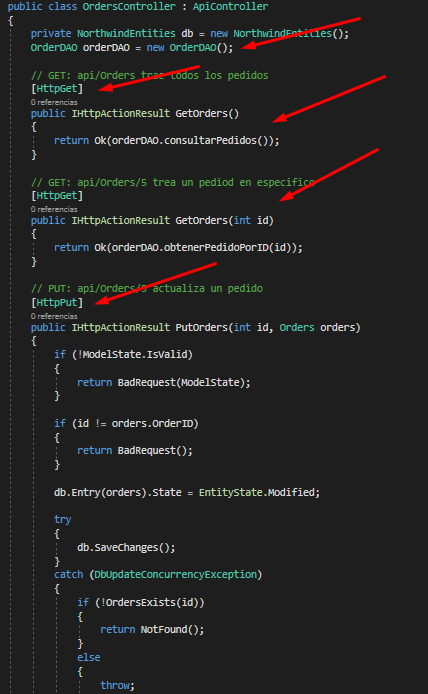 public class OrdersController : ApiController
{
private NorthwindEntities db = new NorthwindEntities();
OrderDAO orderDAO = new OrderDAO();
// GET: api/Orders trae todos los pedidos
[HttpGet]
0 referencias
public IHttpActionResult GetOrders()
{
return Ok(orderDAO.consultarPedidos());
}
// GET: api/Orders/5 trea un pediod en especifico
[HttpGet]
0 referencias
public IHttpActionResult GetOrders(int id)
{
return Ok(orderDAO.obtenerPedidoPorID(id));
}
// PUT: api/Orders/5 actualiza un pedido
[HttpPut]
0 referencias
public IHttpActionResult PutOrders(int id, Orders orders)
{
if (!ModelState.IsValid)
{
return BadRequest(ModelState);
}
if (id != orders.OrderID)
{
return BadRequest();
}
db.Entry(orders).State = EntityState.Modified;
try
{
db.SaveChanges();
}
catch (DbUpdateConcurrencyException)
{
if (!OrdersExists(id))
{
return NotFound();
}
else
{
throw;